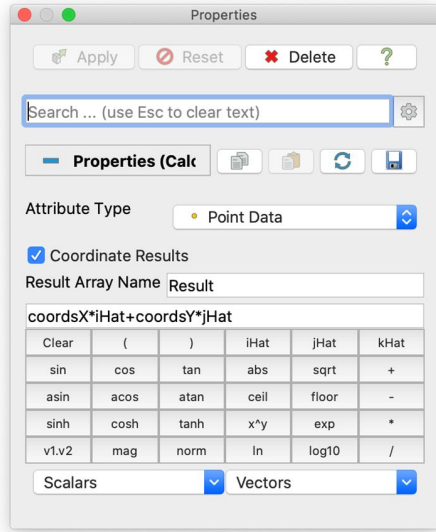 Properties
Apply Reset Delete ?
Search ... (use Esc to clear text)
Properties (Calc
Attribute Type Point Data
Coordinate Results
Result Array Name Result
coordsX*iHat+coordsY*jHat
Clear ( ) iHat jHat kHat
sin cos tan abs sqrt +
asin acos atan ceil floor -
sinh cosh tanh x^y exp *
v1.v2 mag norm ln log10 /
Scalars Vectors